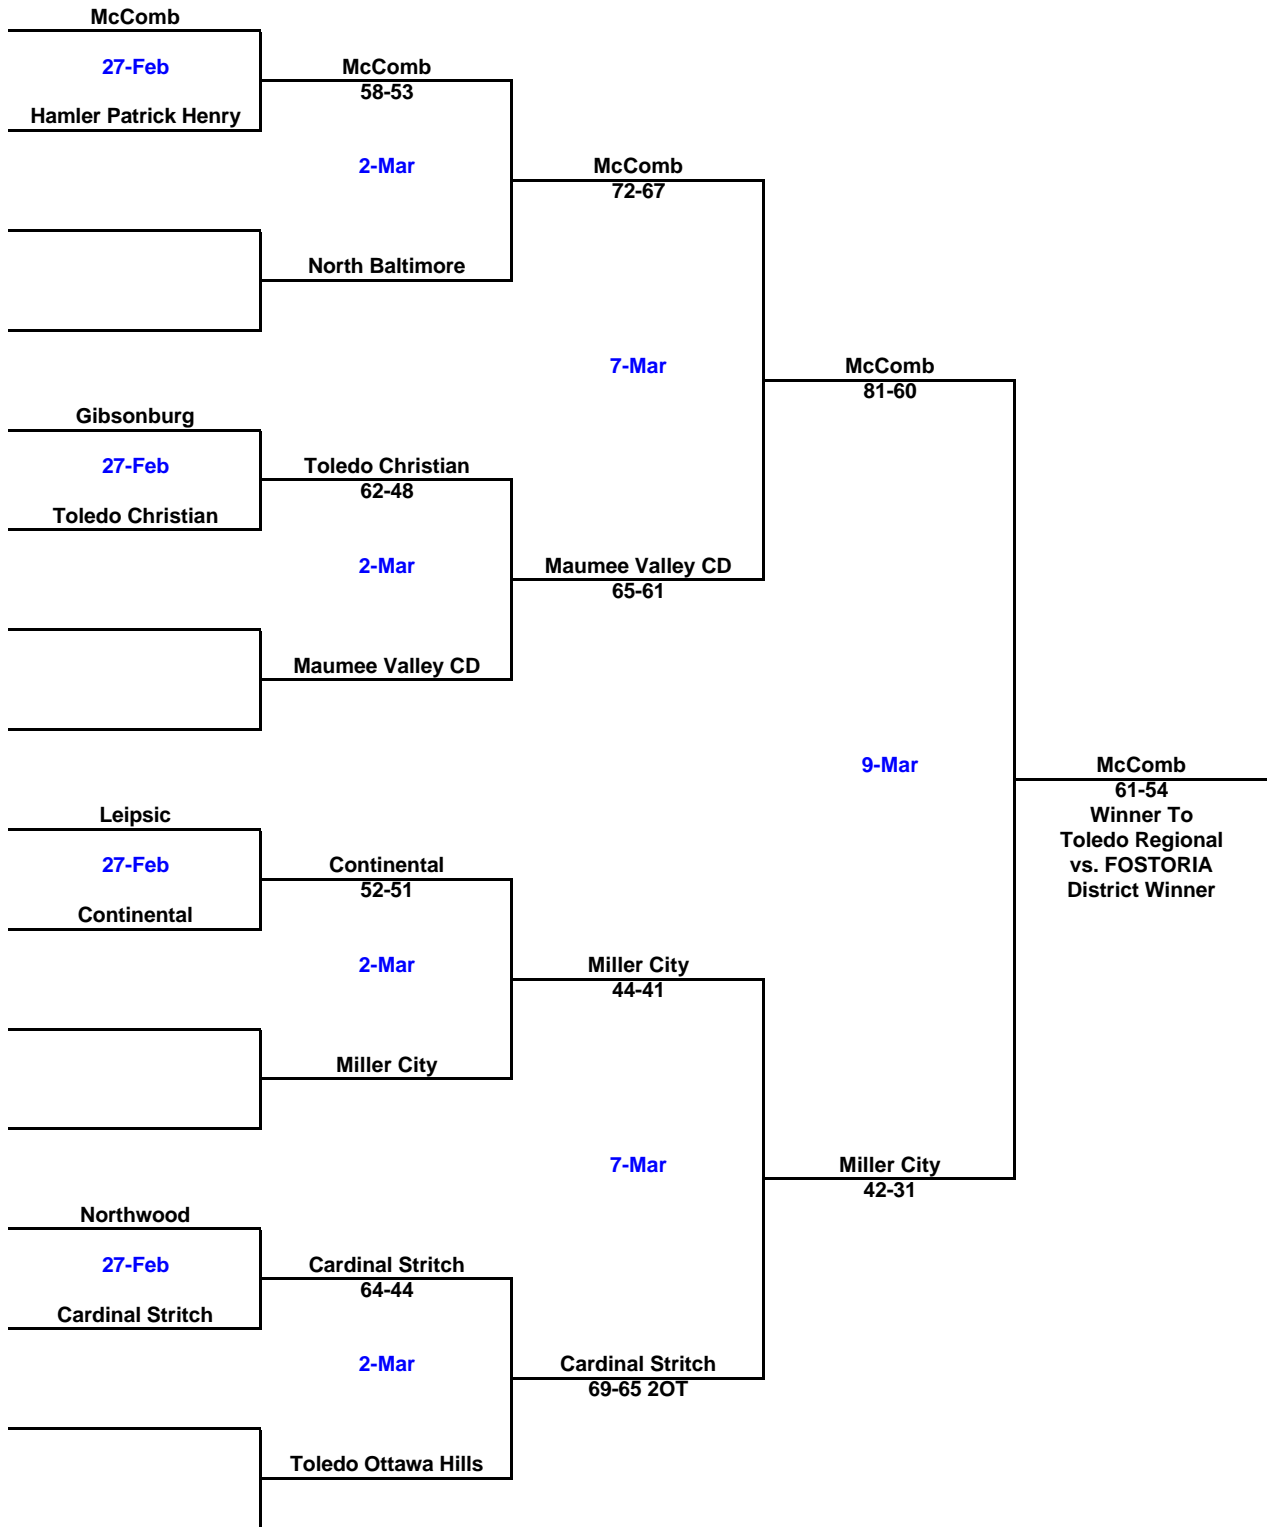 McComb
27-Feb
McComb
58-53
Hamler Patrick Henry
2-Mar
McComb
72-67
North Baltimore
7-Mar
McComb
81-60
Gibsonburg
27-Feb
Toledo Christian
62-48
Toledo Christian
2-Mar
Maumee Valley CD
65-61
Maumee Valley CD
9-Mar
McComb
61-54
Winner To
Toledo Regional
vs. FOSTORIA
District Winner
Leipsic
27-Feb
Continental
52-51
Continental
2-Mar
Miller City
44-41
Miller City
7-Mar
Miller City
42-31
Northwood
27-Feb
Cardinal Stritch
64-44
Cardinal Stritch
2-Mar
Cardinal Stritch
69-65 2OT
Toledo Ottawa Hills